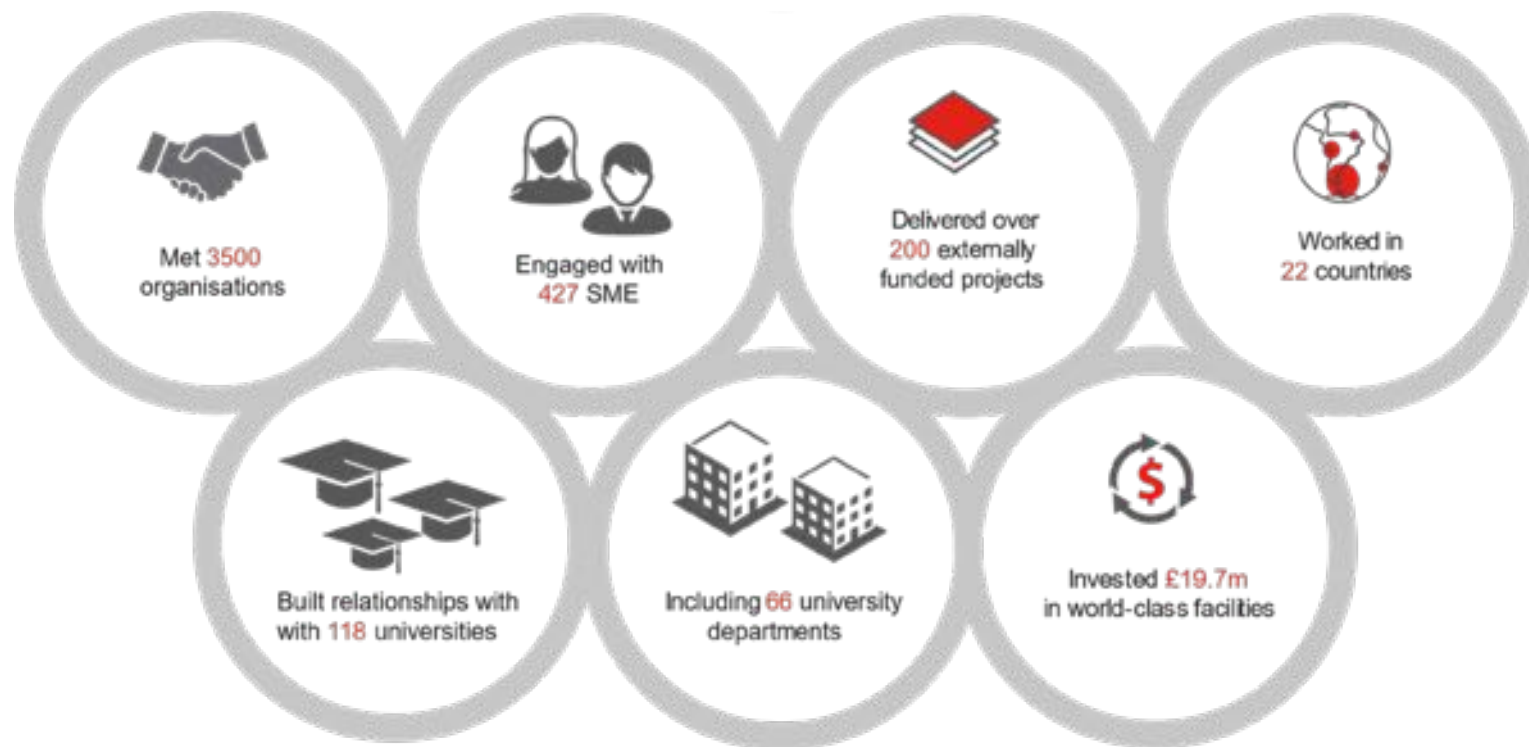 Met 3500
organisations
Engaged with
427 SME
Delivered over
200 externally
funded projects
Worked in
22 countries
Built relationships with
with 118 universities
Including 66 university
departments
$
Invested £19.7m
in world-class facilities